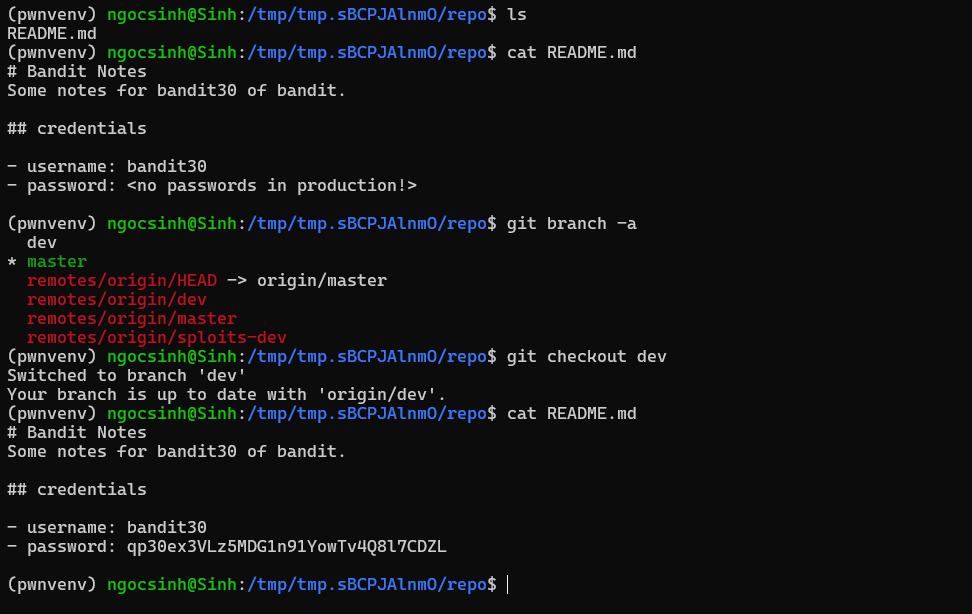 (pwnvenv) ngocsinh@Sinh:/tmp/tmp.sBCPJAlnmO/repo$ ls
README.md
(pwnvenv) ngocsinh@Sinh:/tmp/tmp.sBCPJAlnmO/repo$ cat README.md
# Bandit Notes
Some notes for bandit30 of bandit.

## credentials

- username: bandit30
- password: <no passwords in production!>

(pwnvenv) ngocsinh@Sinh:/tmp/tmp.sBCPJAlnmO/repo$ git branch -a
  dev
* master
  remotes/origin/HEAD -> origin/master
  remotes/origin/dev
  remotes/origin/master
  remotes/origin/sploits-dev
(pwnvenv) ngocsinh@Sinh:/tmp/tmp.sBCPJAlnmO/repo$ git checkout dev
Switched to branch 'dev'
Your branch is up to date with 'origin/dev'.
(pwnvenv) ngocsinh@Sinh:/tmp/tmp.sBCPJAlnmO/repo$ cat README.md
# Bandit Notes
Some notes for bandit30 of bandit.

## credentials

- username: bandit30
- password: qp30ex3VLz5MDG1n91YowTv4Q8l7CDZL

(pwnvenv) ngocsinh@Sinh:/tmp/tmp.sBCPJAlnmO/repo$